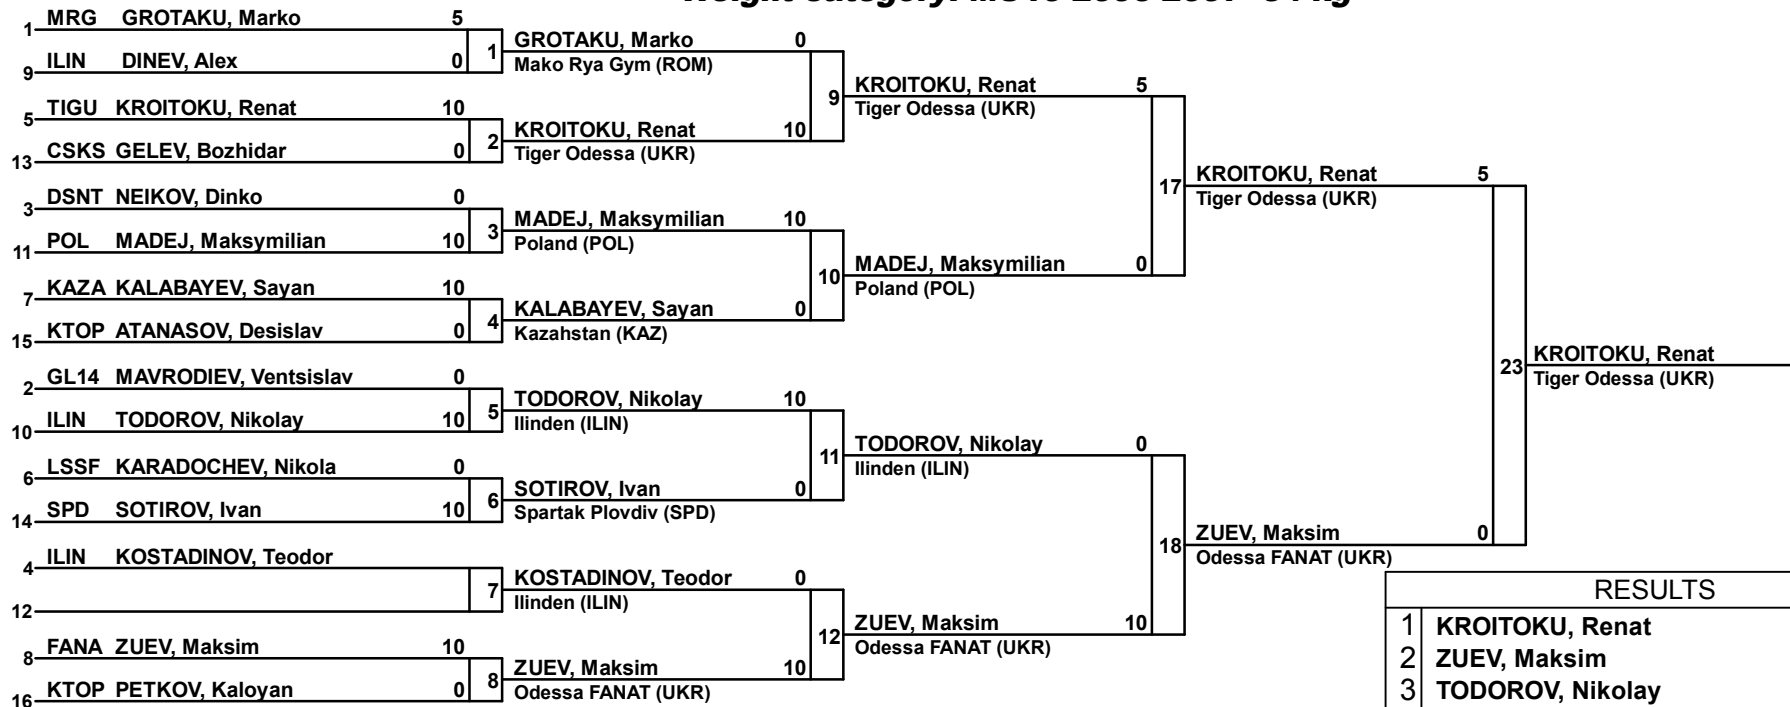 MRG GROTAKU, Marko 5
1
ILIN DINEV, Alex 0
9
1
GROTAKU, Marko 0
Mako Rya Gym (ROM)
TIGU KROITOKU, Renat 10
5
CSKS GELEV, Bozhidar 0
13
2
KROITOKU, Renat 10
Tiger Odessa (UKR)
9
KROITOKU, Renat 5
Tiger Odessa (UKR)
DSNT NEIKOV, Dinko 0
3
POL MADEJ, Maksymilian 10
11
3
MADEJ, Maksymilian 10
Poland (POL)
KAZA KALABAYEV, Sayan 10
7
KTOP ATANASOV, Desislav 0
15
4
KALABAYEV, Sayan 0
Kazahstan (KAZ)
10
MADEJ, Maksymilian 0
Poland (POL)
17
KROITOKU, Renat 5
Tiger Odessa (UKR)
GL14 MAVRODIEV, Ventsislav 0
2
ILIN TODOROV, Nikolay 10
10
5
TODOROV, Nikolay 10
Ilinden (ILIN)
LSSF KARADOCHEV, Nikola 0
6
SPD SOTIROV, Ivan 10
14
6
SOTIROV, Ivan 0
Spartak Plovdiv (SPD)
11
TODOROV, Nikolay 0
Ilinden (ILIN)
ILIN KOSTADINOV, Teodor
4
12
7
KOSTADINOV, Teodor 0
Ilinden (ILIN)
FANA ZUEV, Maksim 10
8
KTOP PETKOV, Kaloyan 0
16
8
ZUEV, Maksim 10
Odessa FANAT (UKR)
12
ZUEV, Maksim 10
Odessa FANAT (UKR)
18
ZUEV, Maksim 0
Odessa FANAT (UKR)
23
KROITOKU, Renat
Tiger Odessa (UKR)
RESULTS
1 KROITOKU, Renat
2 ZUEV, Maksim
3 TODOROV, Nikolay